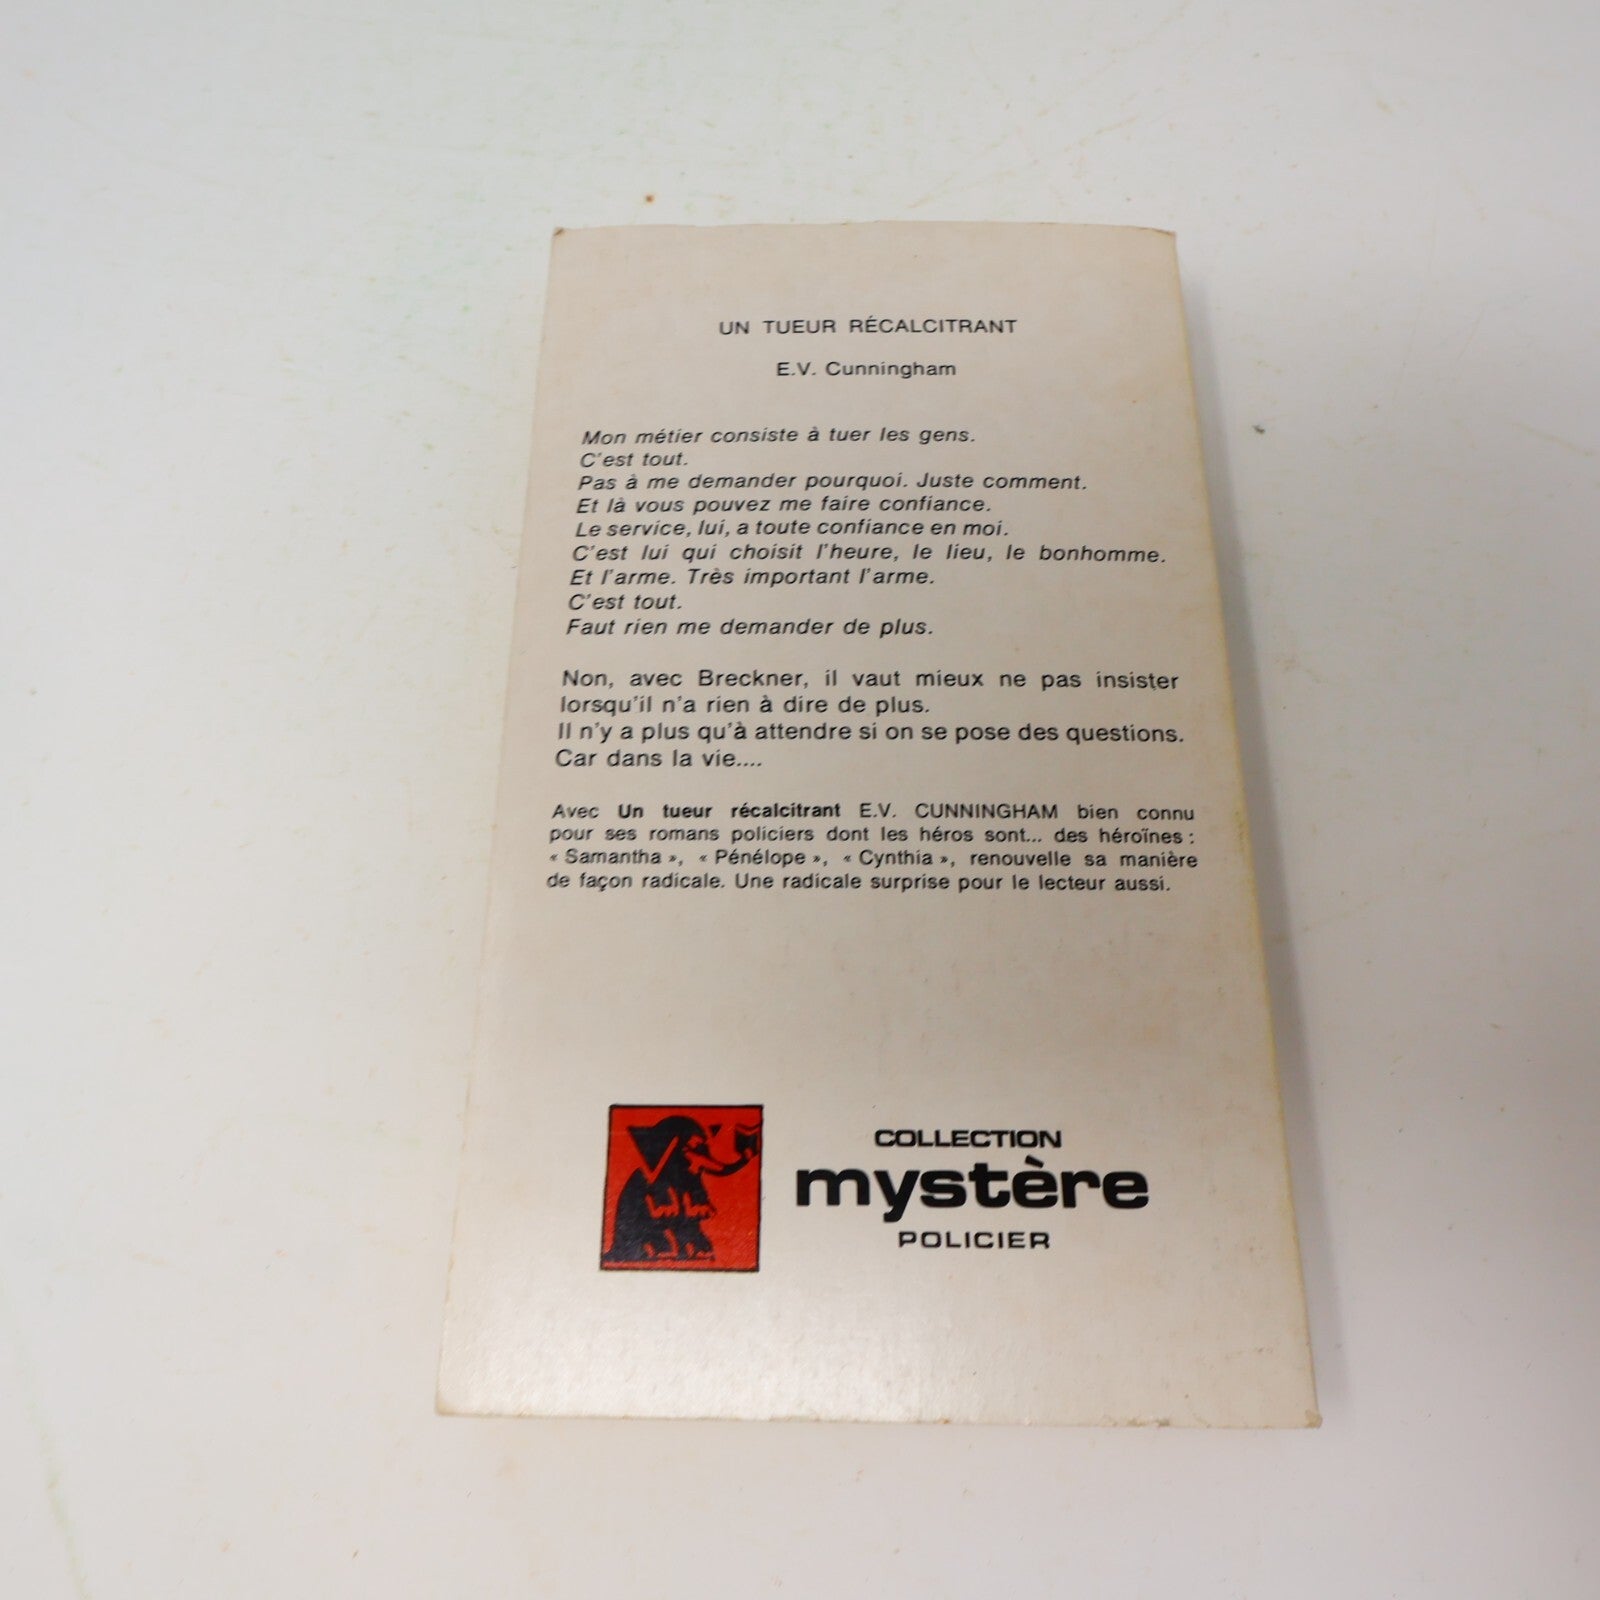 UN TUEUR RÉCALCITRANT
E.V. Cunningham
Mon métier consiste à tuer les gens.
C'est tout.
Pas à me demander pourquoi. Juste comment.
Et là vous pouvez me faire confiance.
Le service, lui, a toute confiance en moi.
C'est lui qui choisit l'heure, le lieu, le bonhomme.
Et l'arme. Très important l'arme.
C'est tout.
Faut rien me demander de plus.
Non, avec Breckner, il vaut mieux ne pas insister
lorsqu'il n'a rien à dire de plus.
Il n'y a plus qu'à attendre si on se pose des questions.
Car dans la vie....
Avec Un tueur récalcitrant E.V. CUNNINGHAM bien connu
pour ses romans policiers dont les héros sont... des héroïnes :
« Samantha », « Pénélope », « Cynthia », renouvelle sa manière
de façon radicale. Une radicale surprise pour le lecteur aussi.
COLLECTION
mystère
POLICIER